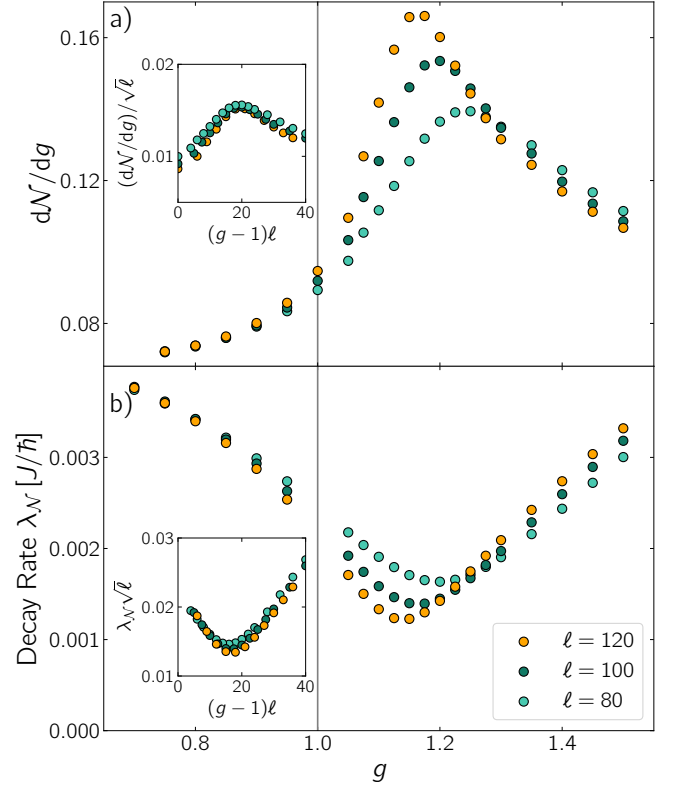 a)
0.16
0.12
0.08
d𝒩/dg
0.02
0.01
(d𝒩/dg)/√ℓ
0
20
40
(g − 1)ℓ
b)
0.003
0.002
0.001
0.000
Decay Rate λ𝒩 [J/ħ]
0.03
0.02
0.01
λ𝒩√ℓ
0
20
40
(g − 1)ℓ
ℓ = 120
ℓ = 100
ℓ = 80
0.8
1.0
1.2
1.4
g